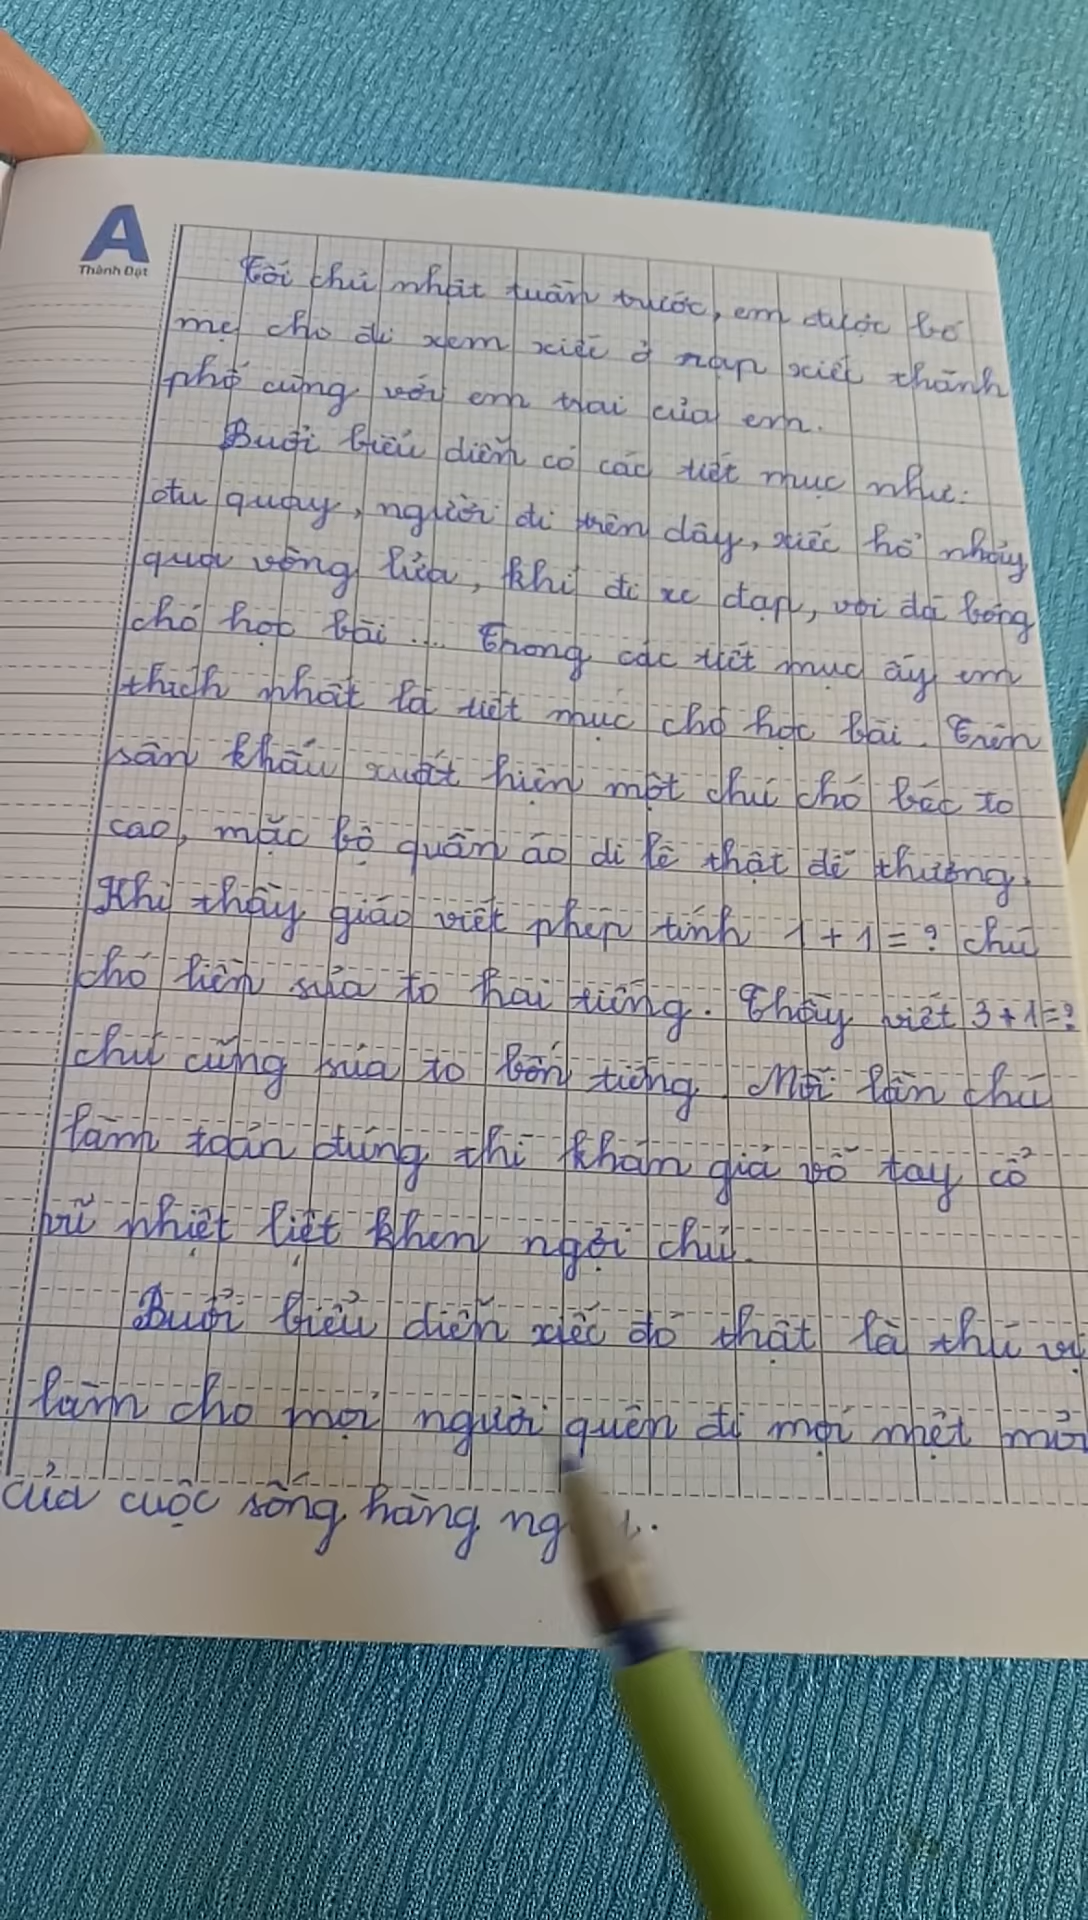 A
Thành Đạt
Tối chủ nhật tuần trước, em được bố
mẹ cho đi xem xiếc ở rạp xiếc thành
phố cùng với em trai của em.
Buổi biểu diễn có các tiết mục như:
đu quay, người đi trên dây, xiếc hổ nhảy
qua vòng lửa, khỉ đi xe đạp, voi đá bóng
chó học bài... Trong các tiết mục ấy em
thích nhất là tiết mục chó học bài. Trên
sân khấu xuất hiện một chú chó béc to
cao, mặc bộ quần áo đi lê thật dễ thương.
Khi thầy giáo viết phép tính 1+1=? chú
chó liền sủa to hai tiếng. Thầy viết 3+1=?
chú cũng sủa to bốn tiếng. Mỗi lần chú
làm toán đúng thì khán giả vỗ tay cổ
vũ nhiệt liệt khen ngợi chú.
Buổi biểu diễn xiếc đó thật là thú vị
làm cho mọi người quên đi mọi mệt mỏi
của cuộc sống hàng